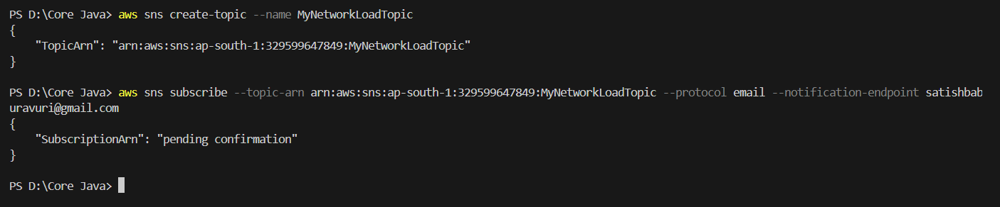 PS D:\Core Java> aws sns create-topic --name MyNetworkLoadTopic
{
    "TopicArn": "arn:aws:sns:ap-south-1:329599647849:MyNetworkLoadTopic"
}
PS D:\Core Java> aws sns subscribe --topic-arn arn:aws:sns:ap-south-1:329599647849:MyNetworkLoadTopic --protocol email --notification-endpoint satishbab
uravuri@gmail.com
{
    "SubscriptionArn": "pending confirmation"
}
PS D:\Core Java>